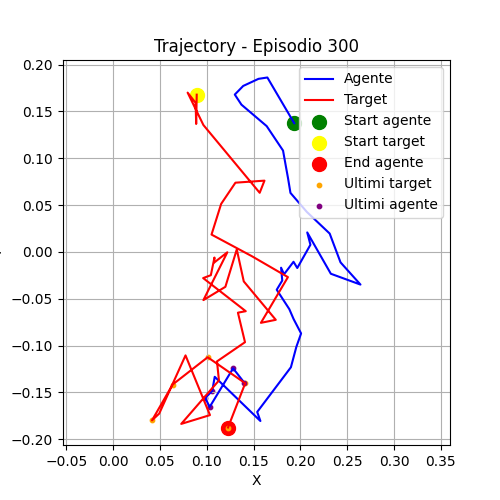 Trajectory - Episodio 300
0.20
0.15
0.10
0.05
0.00
−0.05
−0.10
−0.15
−0.20
Agente
Target
Start agente
Start target
End agente
Ultimi target
Ultimi agente
−0.05 0.00 0.05 0.10 0.15 0.20 0.25 0.30 0.35
X